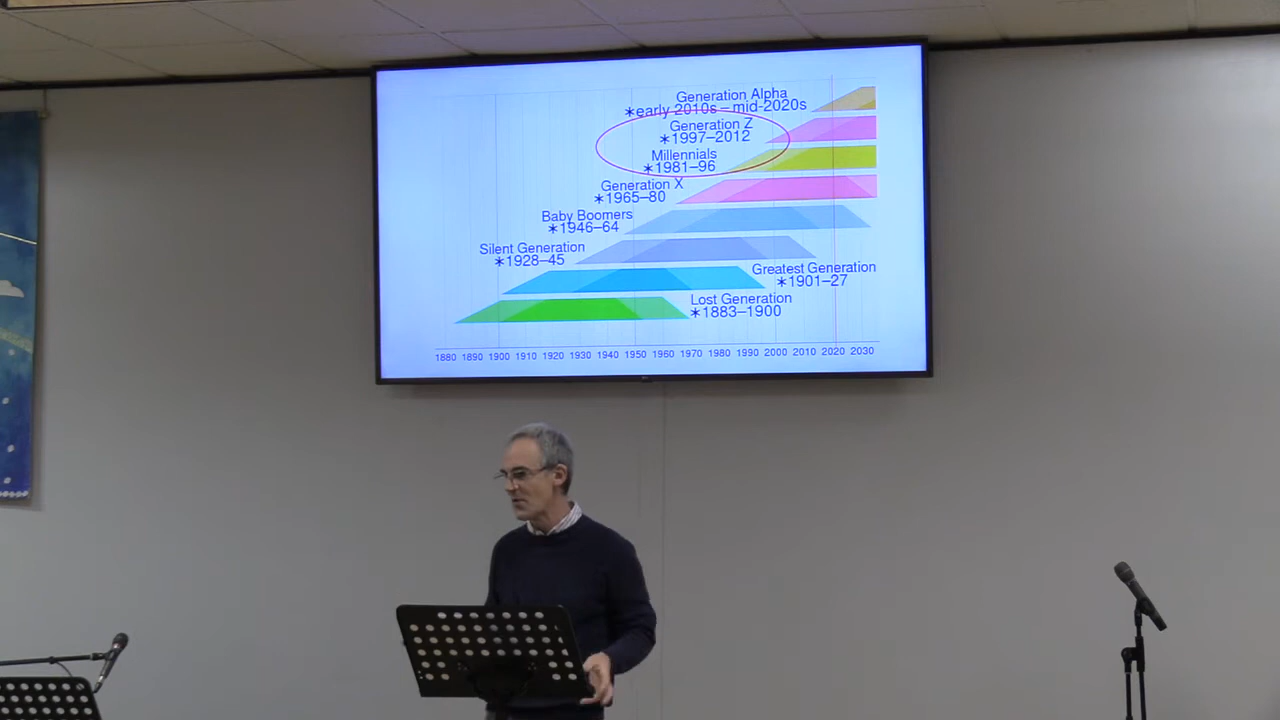 Generation Alpha
∗early 2010s – mid-2020s
Generation Z
∗1997–2012
Millennials
∗1981–96
Generation X
∗1965–80
Baby Boomers
∗1946–64
Silent Generation
∗1928–45
Greatest Generation
∗1901–27
Lost Generation
∗1883–1900
1880 1890 1900 1910 1920 1930 1940 1950 1960 1970 1980 1990 2000 2010 2020 2030